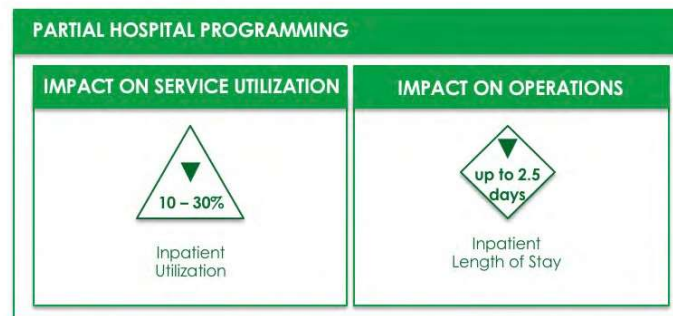 PARTIAL HOSPITAL PROGRAMMING
IMPACT ON SERVICE UTILIZATION
10 – 30%
Inpatient
Utilization
IMPACT ON OPERATIONS
up to 2.5
days
Inpatient
Length of Stay